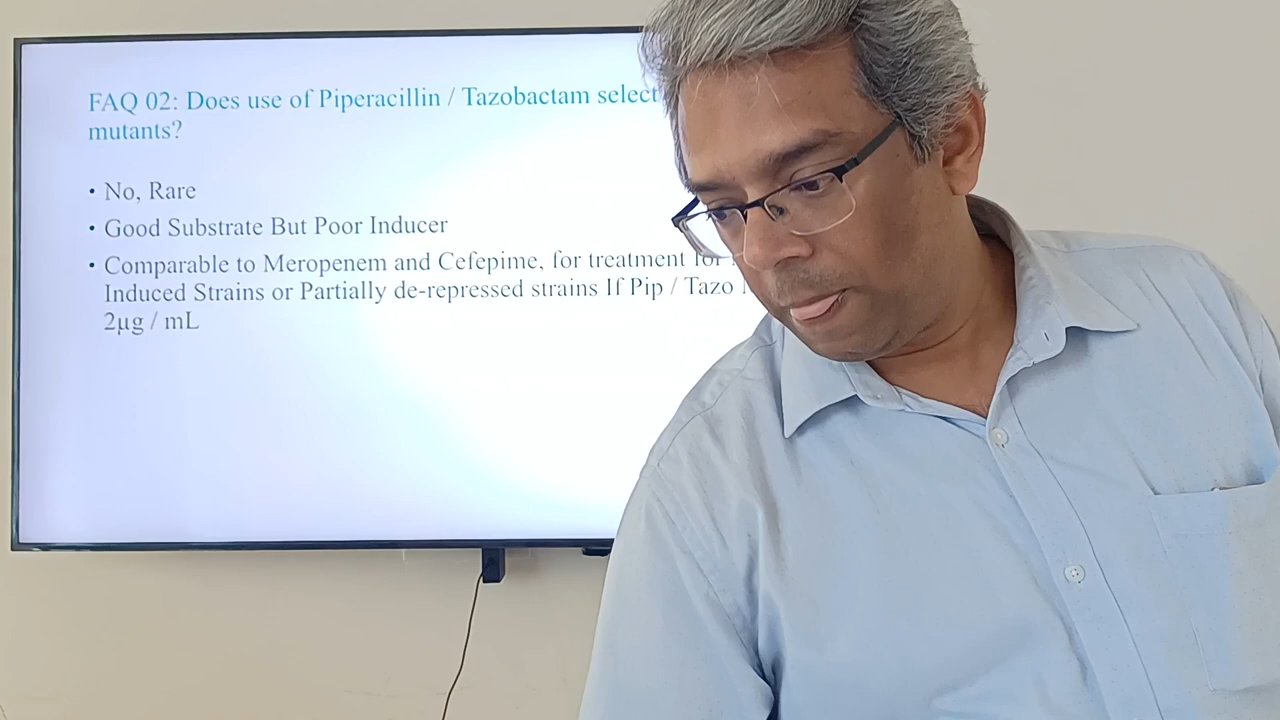 FAQ 02: Does use of Piperacillin / Tazobactam select
mutants?
• No, Rare
• Good Substrate But Poor Inducer
• Comparable to Meropenem and Cefepime, for treatment for
Induced Strains or Partially de-repressed strains If Pip / Tazo
2µg / mL